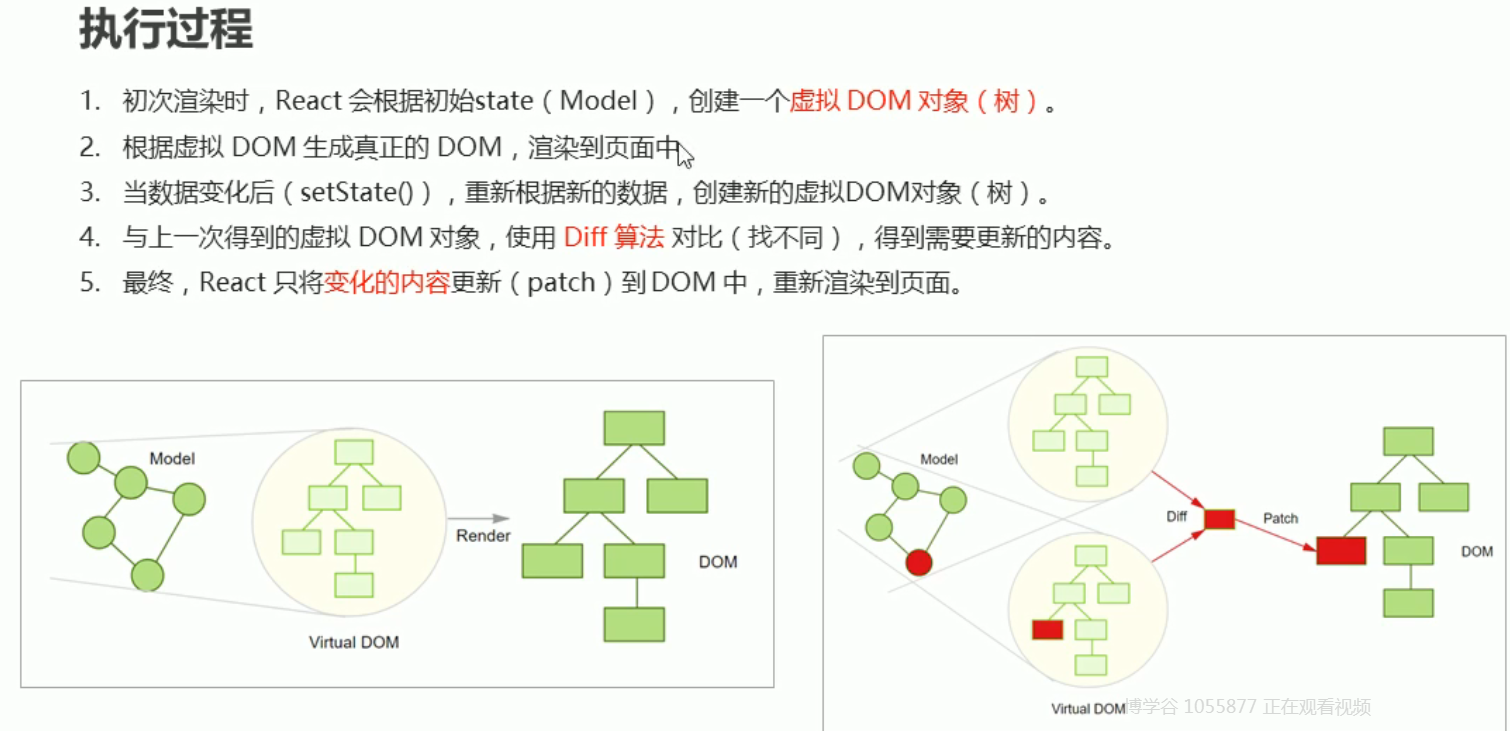 执行过程
1. 初次渲染时，React 会根据初始state（Model），创建一个虚拟 DOM 对象（树）。
2. 根据虚拟 DOM 生成真正的 DOM，渲染到页面中
3. 当数据变化后（setState()），重新根据新的数据，创建新的虚拟DOM对象（树）。
4. 与上一次得到的虚拟 DOM 对象，使用 Diff 算法 对比（找不同），得到需要更新的内容。
5. 最终，React 只将变化的内容更新（patch）到 DOM 中，重新渲染到页面。
Model
Render
DOM
Virtual DOM
Model
Diff
Patch
DOM
Virtual DOM
博学谷 1055877 正在观看视频